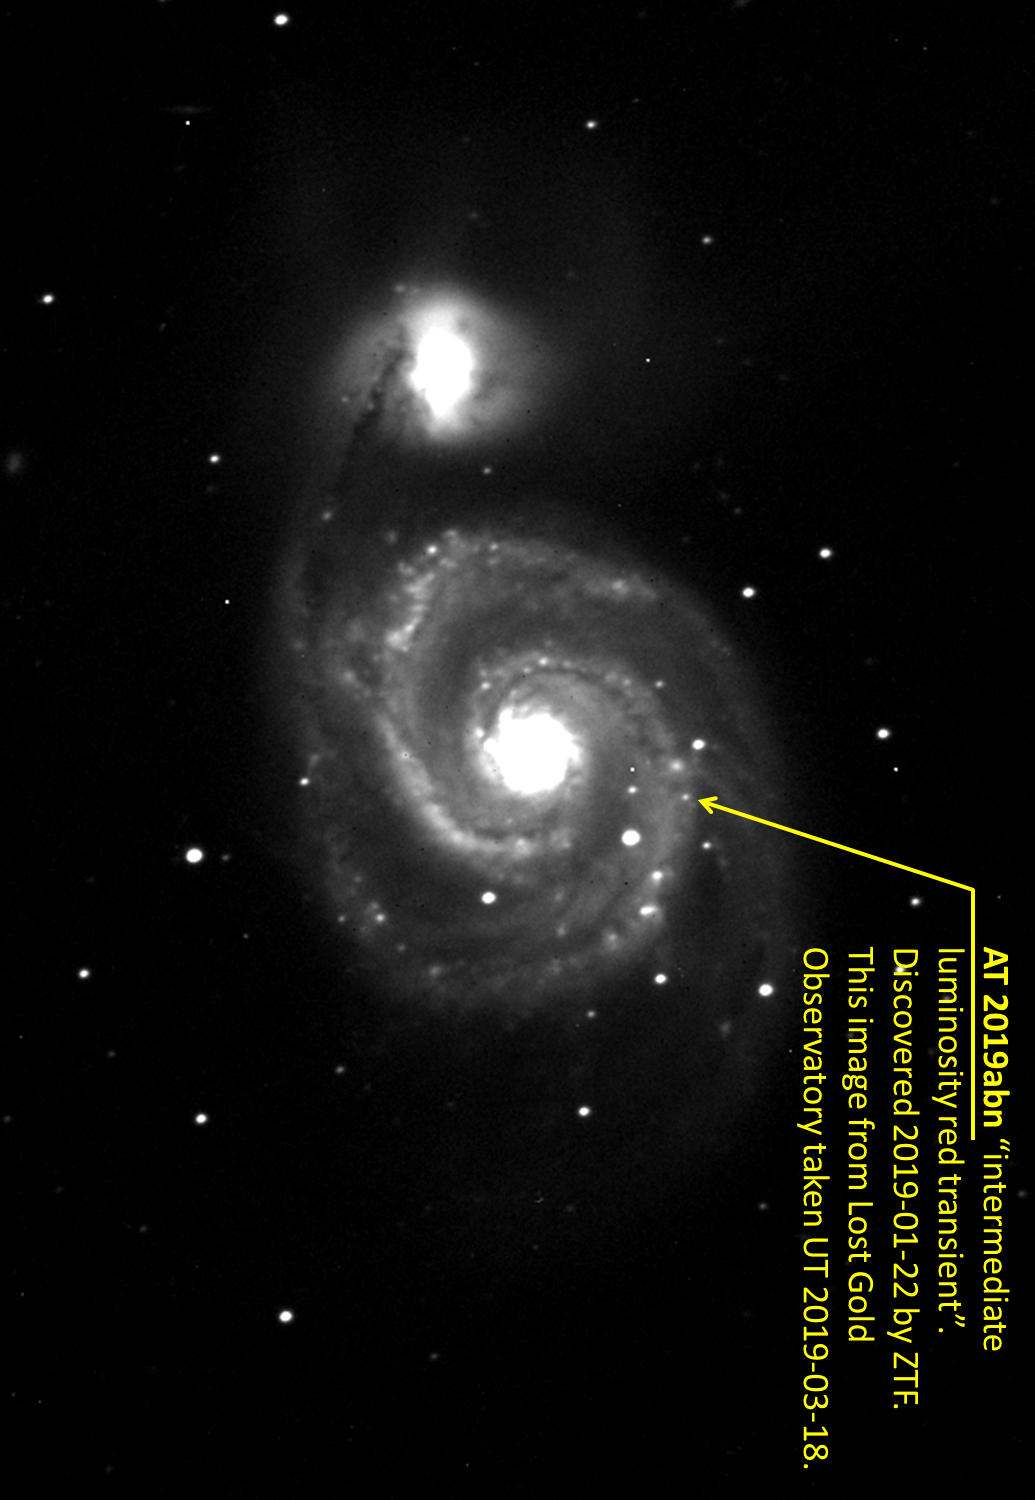 AT 2019abn “intermediate
luminosity red transient”.
Discovered 2019-01-22 by ZTF.
This image from Lost Gold
Observatory taken UT 2019-03-18.